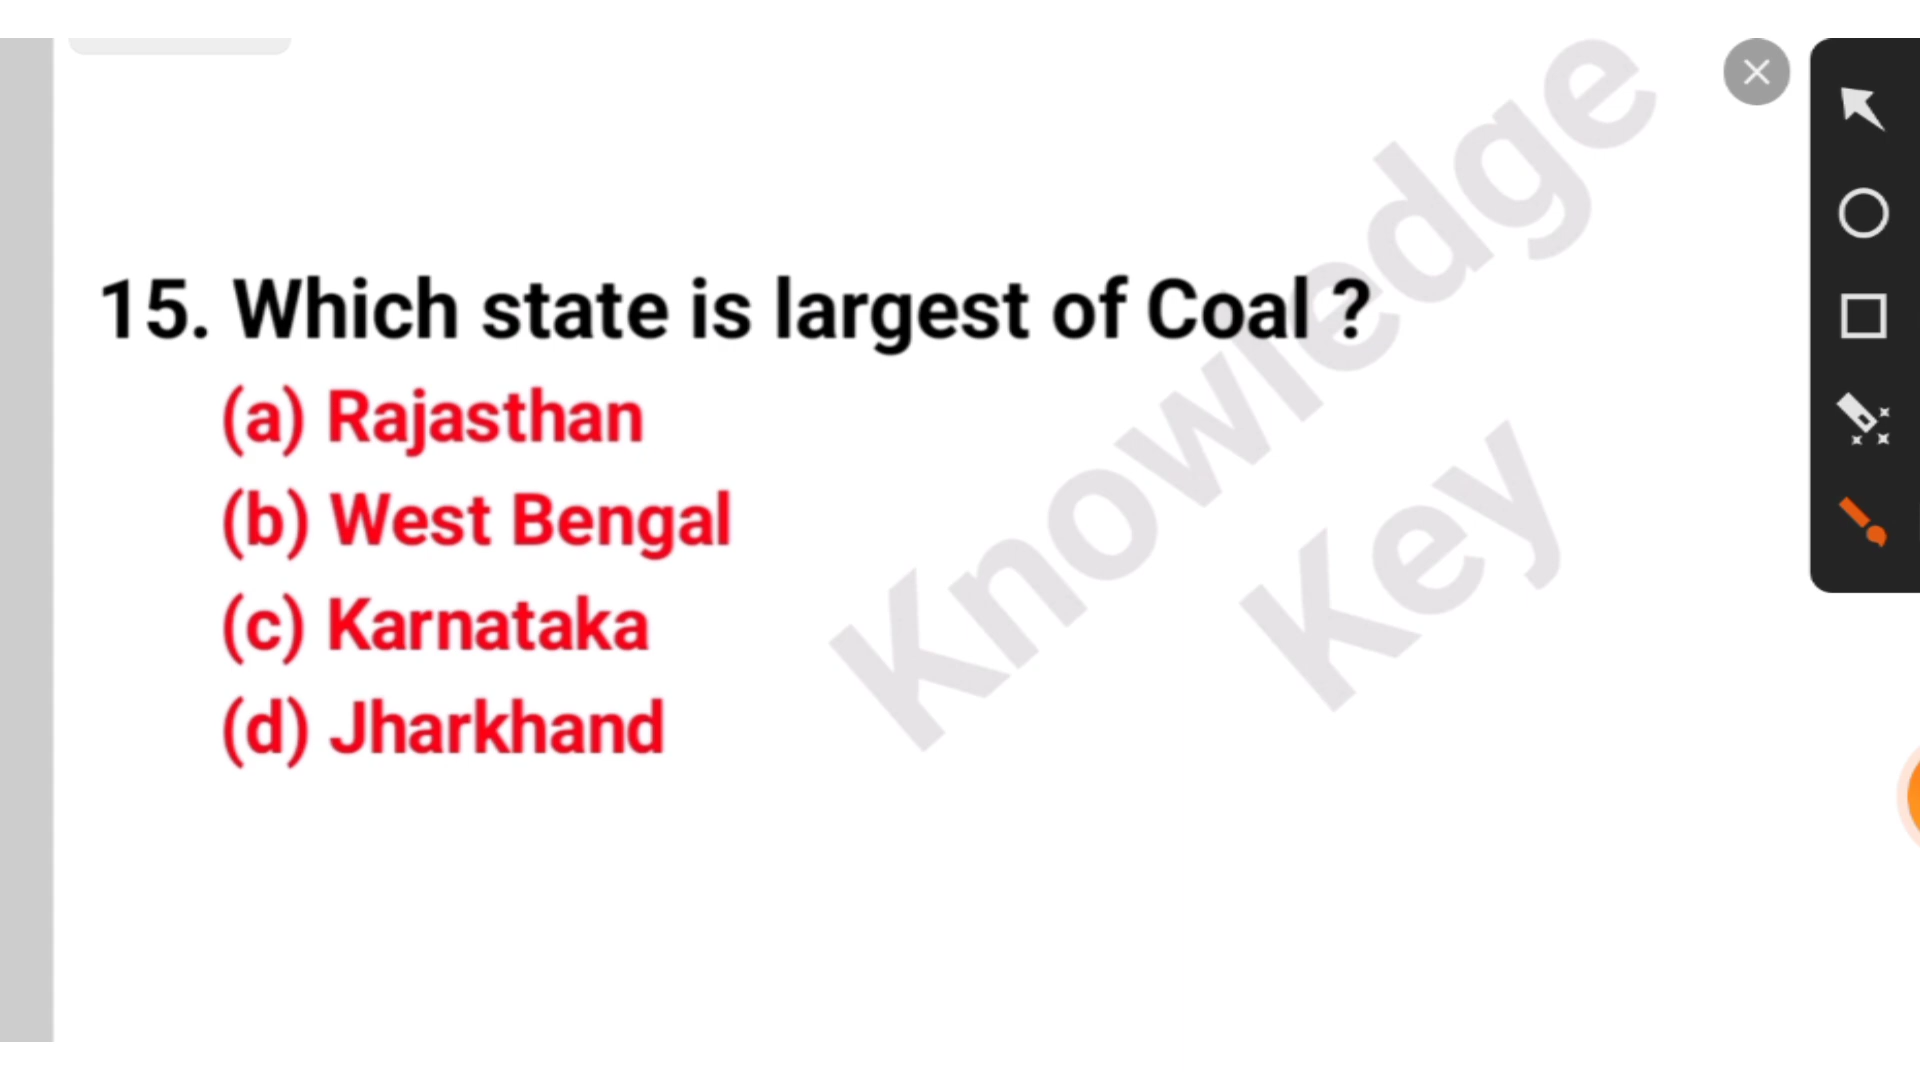 15. Which state is largest of Coal ?
(a) Rajasthan
(b) West Bengal
(c) Karnataka
(d) Jharkhand
Knowledge
Key